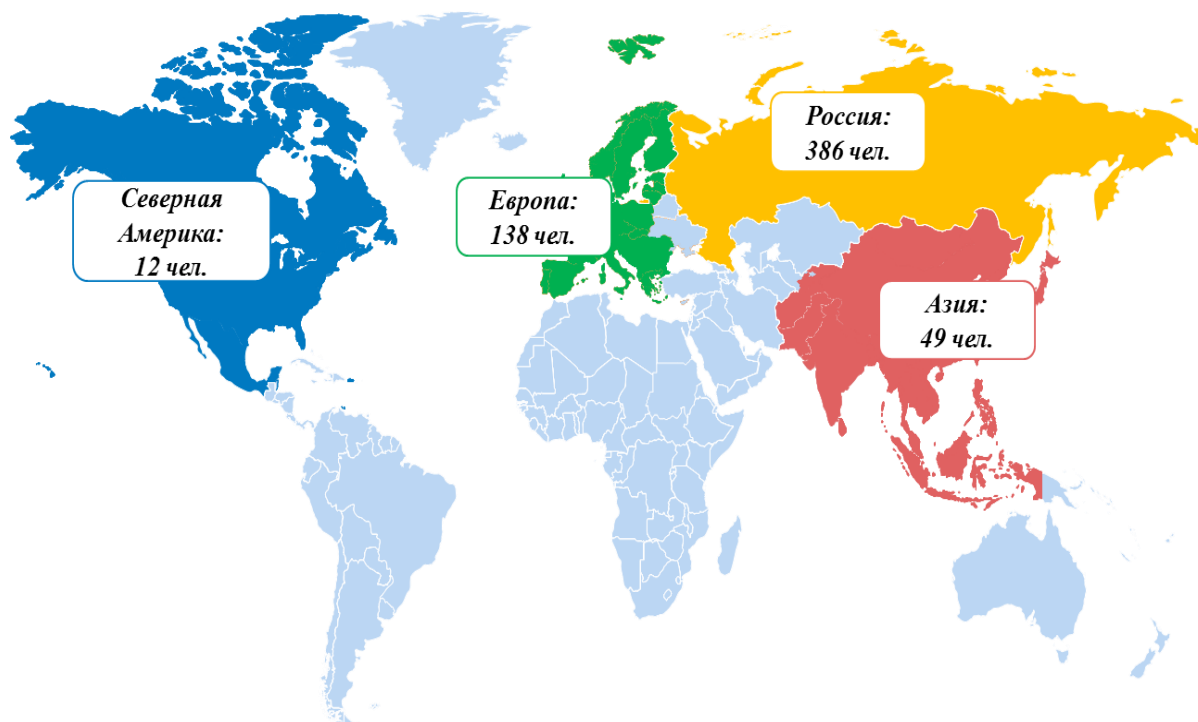 Северная
Америка:
12 чел.
Европа:
138 чел.
Россия:
386 чел.
Азия:
49 чел.